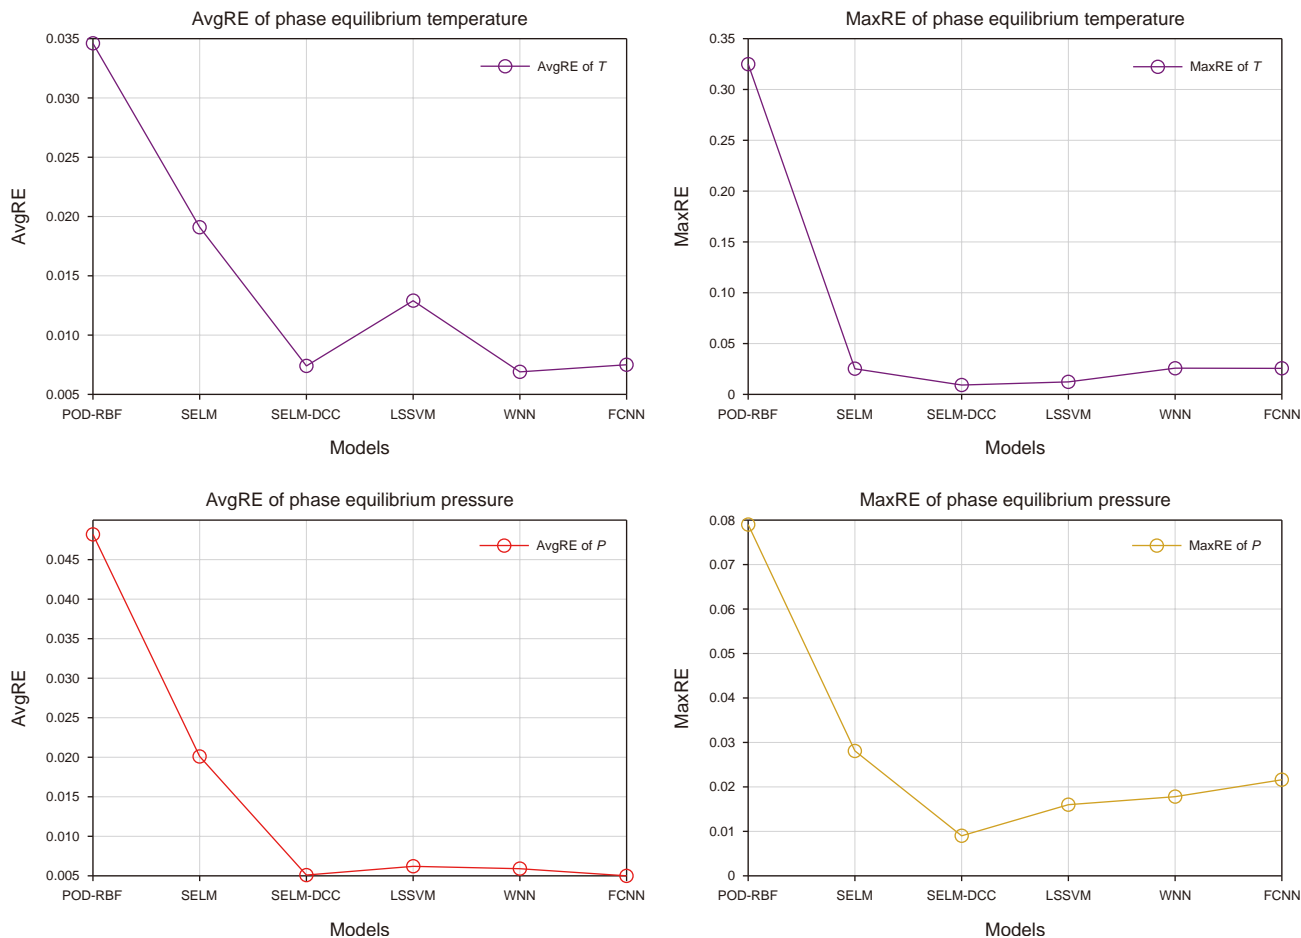 AvgRE of phase equilibrium temperature
0.035
0.030
0.025
0.020
0.015
0.010
0.005
AvgRE
AvgRE of T
POD-RBF SELM SELM-DCC LSSVM WNN FCNN
Models
MaxRE of phase equilibrium temperature
0.35
0.30
0.25
0.20
0.15
0.10
0.05
0
MaxRE
MaxRE of T
POD-RBF SELM SELM-DCC LSSVM WNN FCNN
Models
AvgRE of phase equilibrium pressure
0.045
0.040
0.035
0.030
0.025
0.020
0.015
0.010
0.005
AvgRE
AvgRE of P
POD-RBF SELM SELM-DCC LSSVM WNN FCNN
Models
MaxRE of phase equilibrium pressure
0.08
0.07
0.06
0.05
0.04
0.03
0.02
0.01
0
MaxRE
MaxRE of P
POD-RBF SELM SELM-DCC LSSVM WNN FCNN
Models